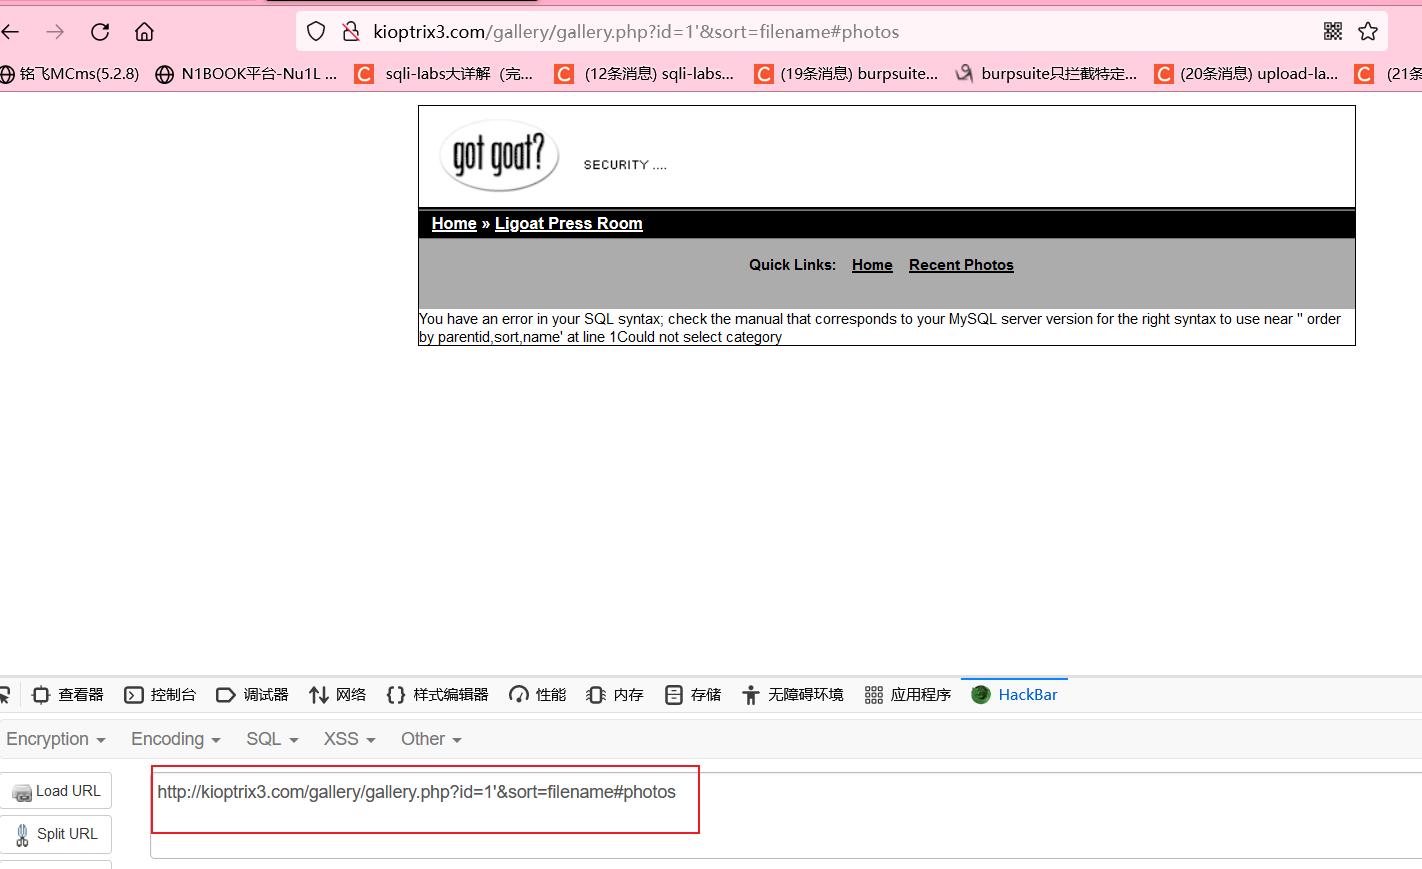 kioptrix3.com/gallery/gallery.php?id=1'&sort=filename#photos
铭飞MCms(5.2.8) N1BOOK平台-Nu1L ... C sqli-labs大详解（完... C (12条消息) sqli-labs... C (19条消息) burpsuite... burpsuite只拦截特定... C (20条消息) upload-la... C (21条
got goat? SECURITY ....
Home » Ligoat Press Room
Quick Links: Home Recent Photos
You have an error in your SQL syntax; check the manual that corresponds to your MySQL server version for the right syntax to use near '' order
by parentid,sort,name' at line 1Could not select category
查看器 控制台 调试器 网络 样式编辑器 性能 内存 存储 无障碍环境 应用程序 HackBar
Encryption Encoding SQL XSS Other
Load URL http://kioptrix3.com/gallery/gallery.php?id=1'&sort=filename#photos
Split URL